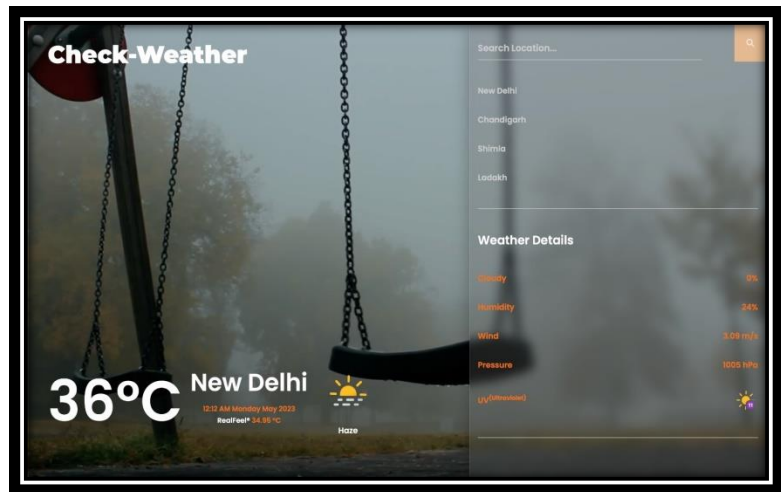 Check-Weather
36°C
New Delhi
12:12 AM Monday May 2023
RealFeel® 34.95 °C
Haze
Search Location...
New Delhi
Chandigarh
Shimla
Ladakh
Weather Details
Cloudy 0%
Humidity 24%
Wind 3.09 m/s
Pressure 1005 hPa
UV(Ultraviolet)